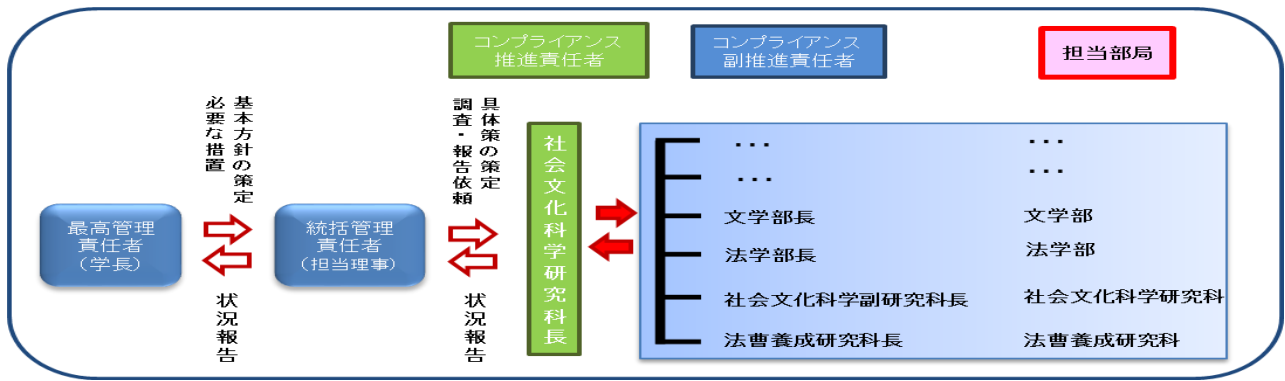 コンプライアンス
推進責任者
コンプライアンス
副推進責任者
担当部局
基本方針の策定
必要な措置
具体策の策定
調査・報告依頼
最高管理
責任者
(学長)
統括管理
責任者
(担当理事)
状況報告
状況報告
社会文化科学研究科長
･･･
･･･
･･･
･･･
文学部長
文学部
法学部長
法学部
社会文化科学副研究科長
社会文化科学研究科
法曹養成研究科長
法曹養成研究科